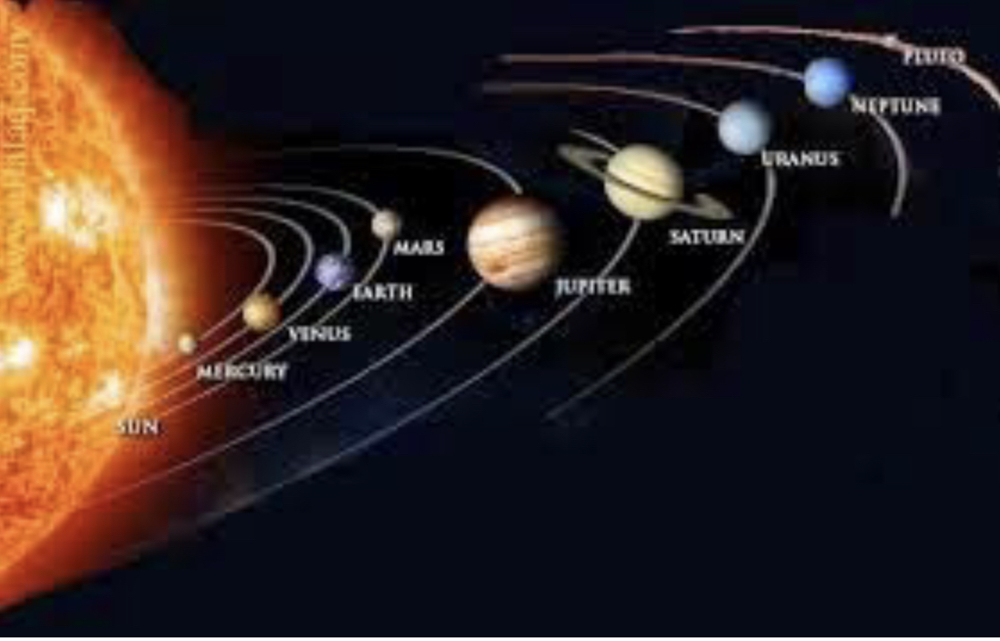 PLUTO
NEPTUNE
URANUS
SATURN
MARS
JUPITER
EARTH
VENUS
MERCURY
SUN